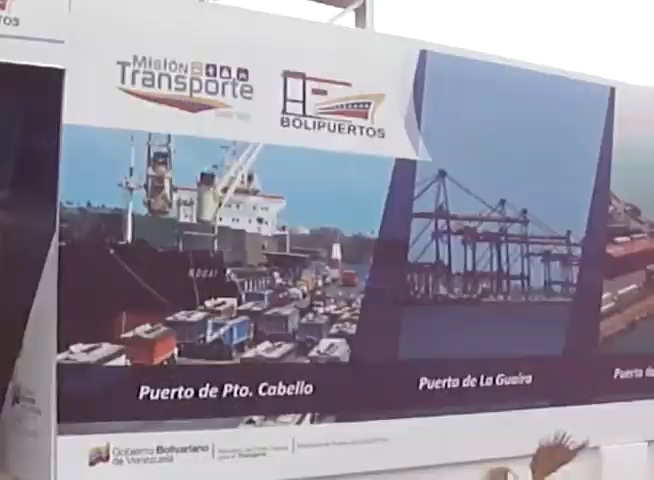 Misión
Transporte
BOLIPUERTOS
Puerto de Pto. Cabello
Puerto de La Guaira
Puerto
Gobierno Bolivariano
de Venezuela